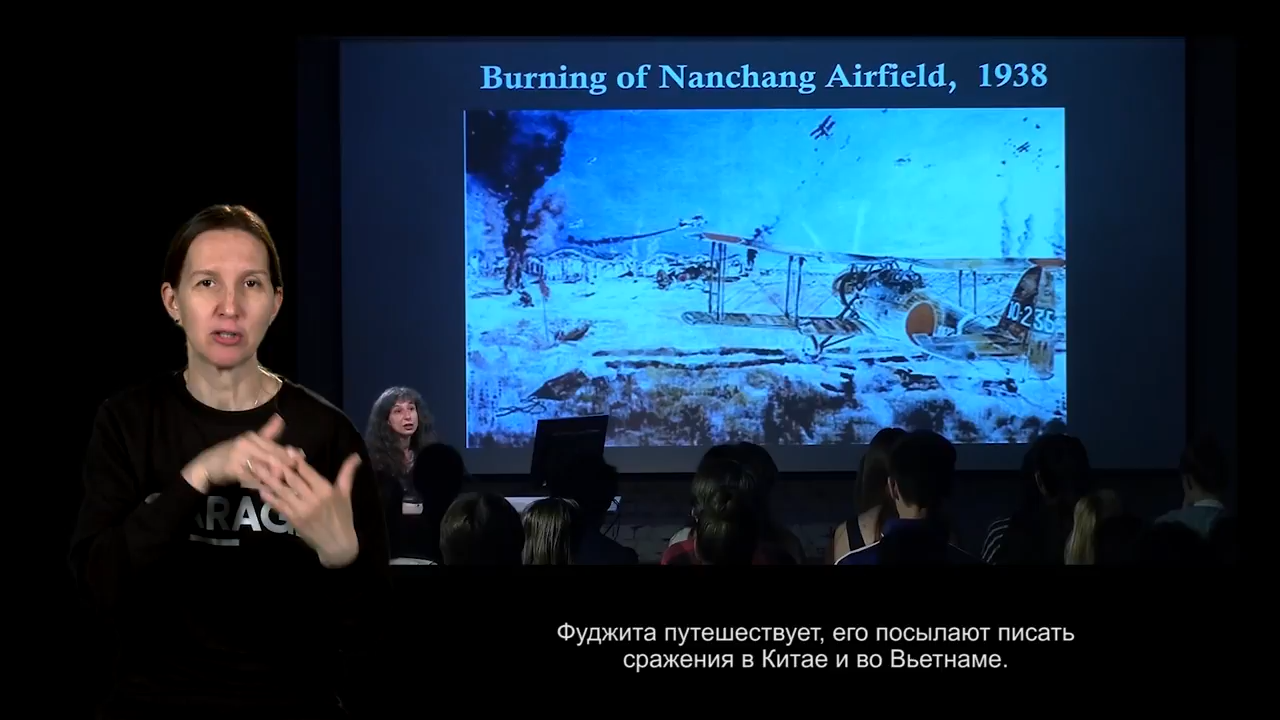 Burning of Nanchang Airfield, 1938
10-235
Фуджита путешествует, его посылают писать
сражения в Китае и во Вьетнаме.